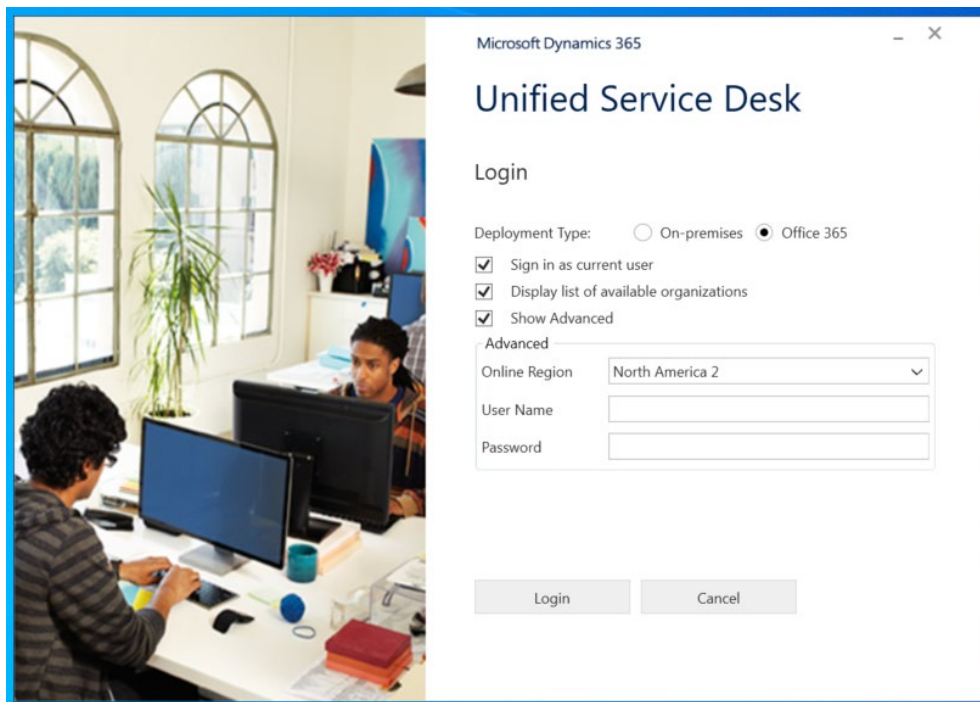 Microsoft Dynamics 365
Unified Service Desk
Login
Deployment Type: On-premises Office 365
Sign in as current user
Display list of available organizations
Show Advanced
Advanced
Online Region North America 2
User Name
Password
Login Cancel